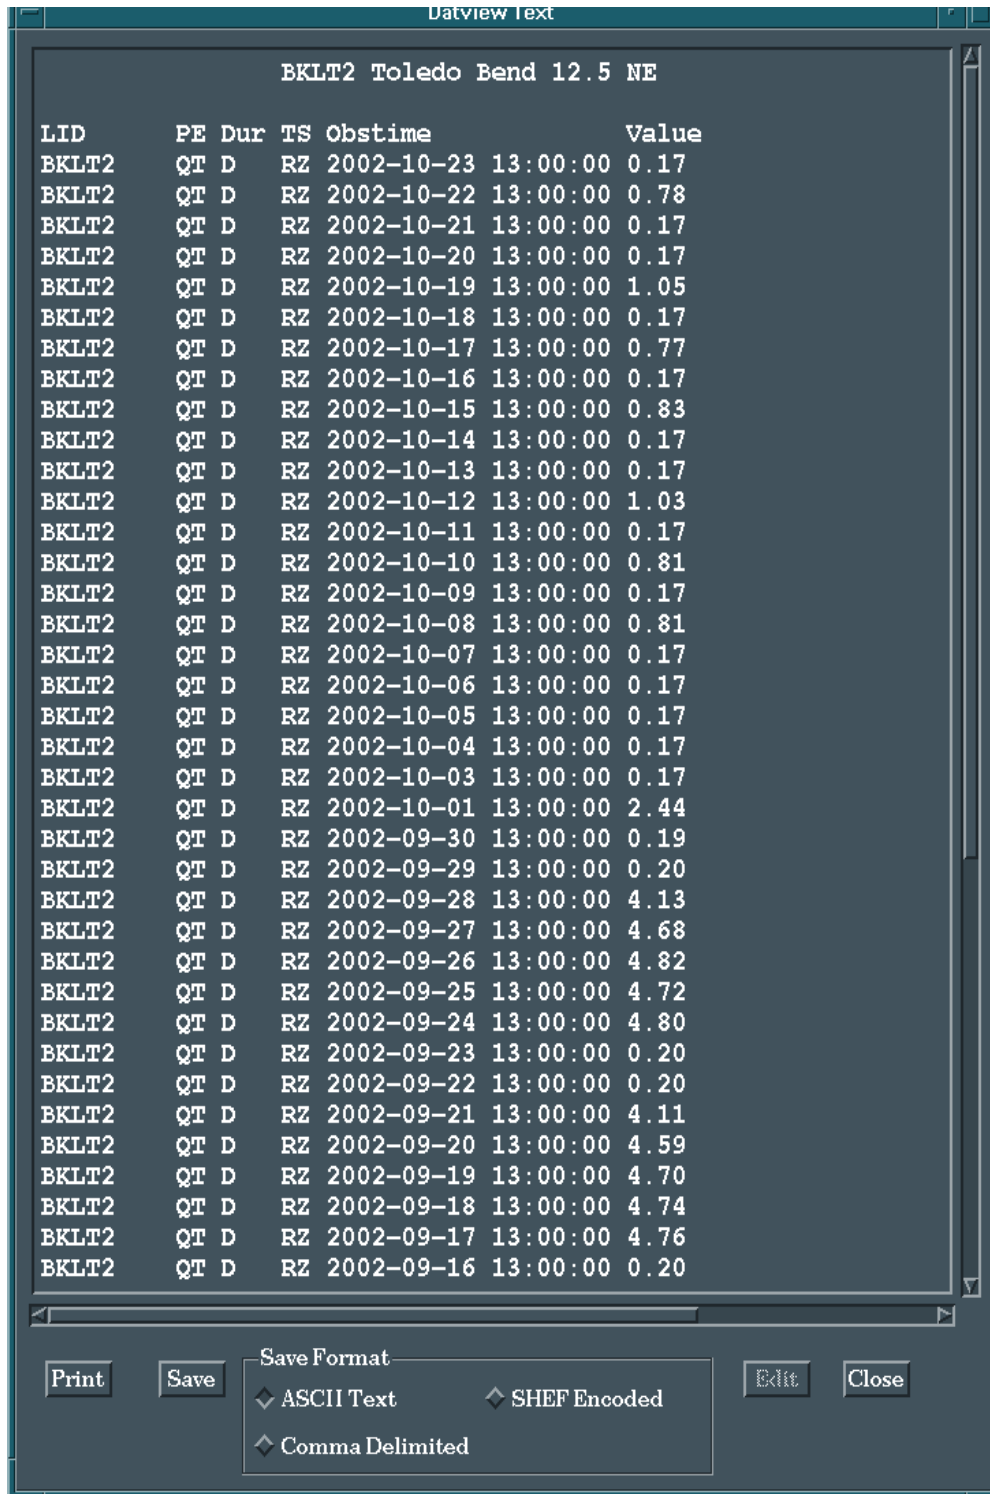 Datview Text
BKLT2 Toledo Bend 12.5 NE
LID PE Dur TS Obstime Value
BKLT2 QT D RZ 2002-10-23 13:00:00 0.17
BKLT2 QT D RZ 2002-10-22 13:00:00 0.78
BKLT2 QT D RZ 2002-10-21 13:00:00 0.17
BKLT2 QT D RZ 2002-10-20 13:00:00 0.17
BKLT2 QT D RZ 2002-10-19 13:00:00 1.05
BKLT2 QT D RZ 2002-10-18 13:00:00 0.17
BKLT2 QT D RZ 2002-10-17 13:00:00 0.77
BKLT2 QT D RZ 2002-10-16 13:00:00 0.17
BKLT2 QT D RZ 2002-10-15 13:00:00 0.83
BKLT2 QT D RZ 2002-10-14 13:00:00 0.17
BKLT2 QT D RZ 2002-10-13 13:00:00 0.17
BKLT2 QT D RZ 2002-10-12 13:00:00 1.03
BKLT2 QT D RZ 2002-10-11 13:00:00 0.17
BKLT2 QT D RZ 2002-10-10 13:00:00 0.81
BKLT2 QT D RZ 2002-10-09 13:00:00 0.17
BKLT2 QT D RZ 2002-10-08 13:00:00 0.81
BKLT2 QT D RZ 2002-10-07 13:00:00 0.17
BKLT2 QT D RZ 2002-10-06 13:00:00 0.17
BKLT2 QT D RZ 2002-10-05 13:00:00 0.17
BKLT2 QT D RZ 2002-10-04 13:00:00 0.17
BKLT2 QT D RZ 2002-10-03 13:00:00 0.17
BKLT2 QT D RZ 2002-10-01 13:00:00 2.44
BKLT2 QT D RZ 2002-09-30 13:00:00 0.19
BKLT2 QT D RZ 2002-09-29 13:00:00 0.20
BKLT2 QT D RZ 2002-09-28 13:00:00 4.13
BKLT2 QT D RZ 2002-09-27 13:00:00 4.68
BKLT2 QT D RZ 2002-09-26 13:00:00 4.82
BKLT2 QT D RZ 2002-09-25 13:00:00 4.72
BKLT2 QT D RZ 2002-09-24 13:00:00 4.80
BKLT2 QT D RZ 2002-09-23 13:00:00 0.20
BKLT2 QT D RZ 2002-09-22 13:00:00 0.20
BKLT2 QT D RZ 2002-09-21 13:00:00 4.11
BKLT2 QT D RZ 2002-09-20 13:00:00 4.59
BKLT2 QT D RZ 2002-09-19 13:00:00 4.70
BKLT2 QT D RZ 2002-09-18 13:00:00 4.74
BKLT2 QT D RZ 2002-09-17 13:00:00 4.76
BKLT2 QT D RZ 2002-09-16 13:00:00 0.20
Save Format
Print Save Edit Close
ASCII Text SHEF Encoded
Comma Delimited